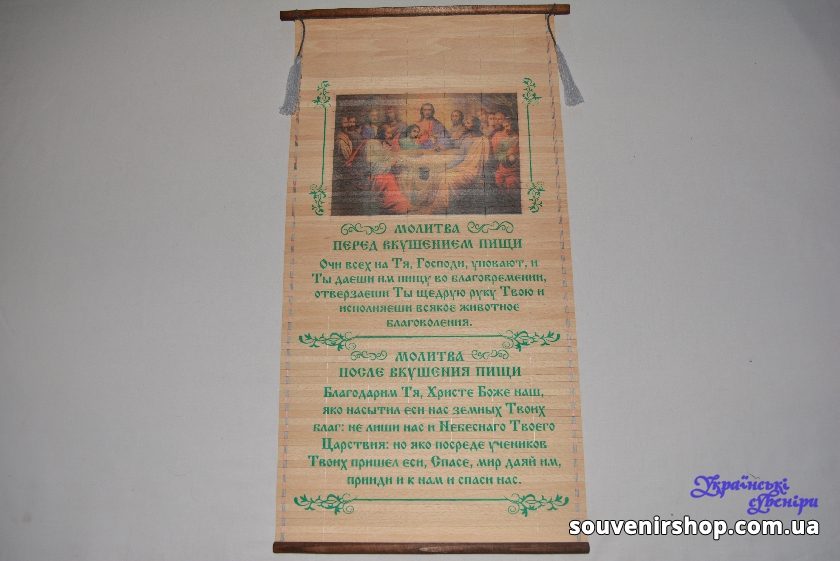 МОЛИТВА
ПЕРЕД ВКУШЕНИЕМ ПИЩИ
Очи всех на Тя, Господи, уповают, и
Ты даеши им пищу во благовремении,
отверзаеши Ты щедрую руку Твою и
исполняеши всякое животное
благоволения.
МОЛИТВА
ПОСЛЕ ВКУШЕНИЯ ПИЩИ
Благодарим Тя, Христе Боже наш,
яко насытил еси нас земных Твоих
благ: не лиши нас и Небеснаго Твоего
Царствия: но яко посреде учеников
Твоих пришел еси, Спасе, мир даяй им,
прииди и к нам и спаси нас.
Українські
сувеніри
souvenirshop.com.ua